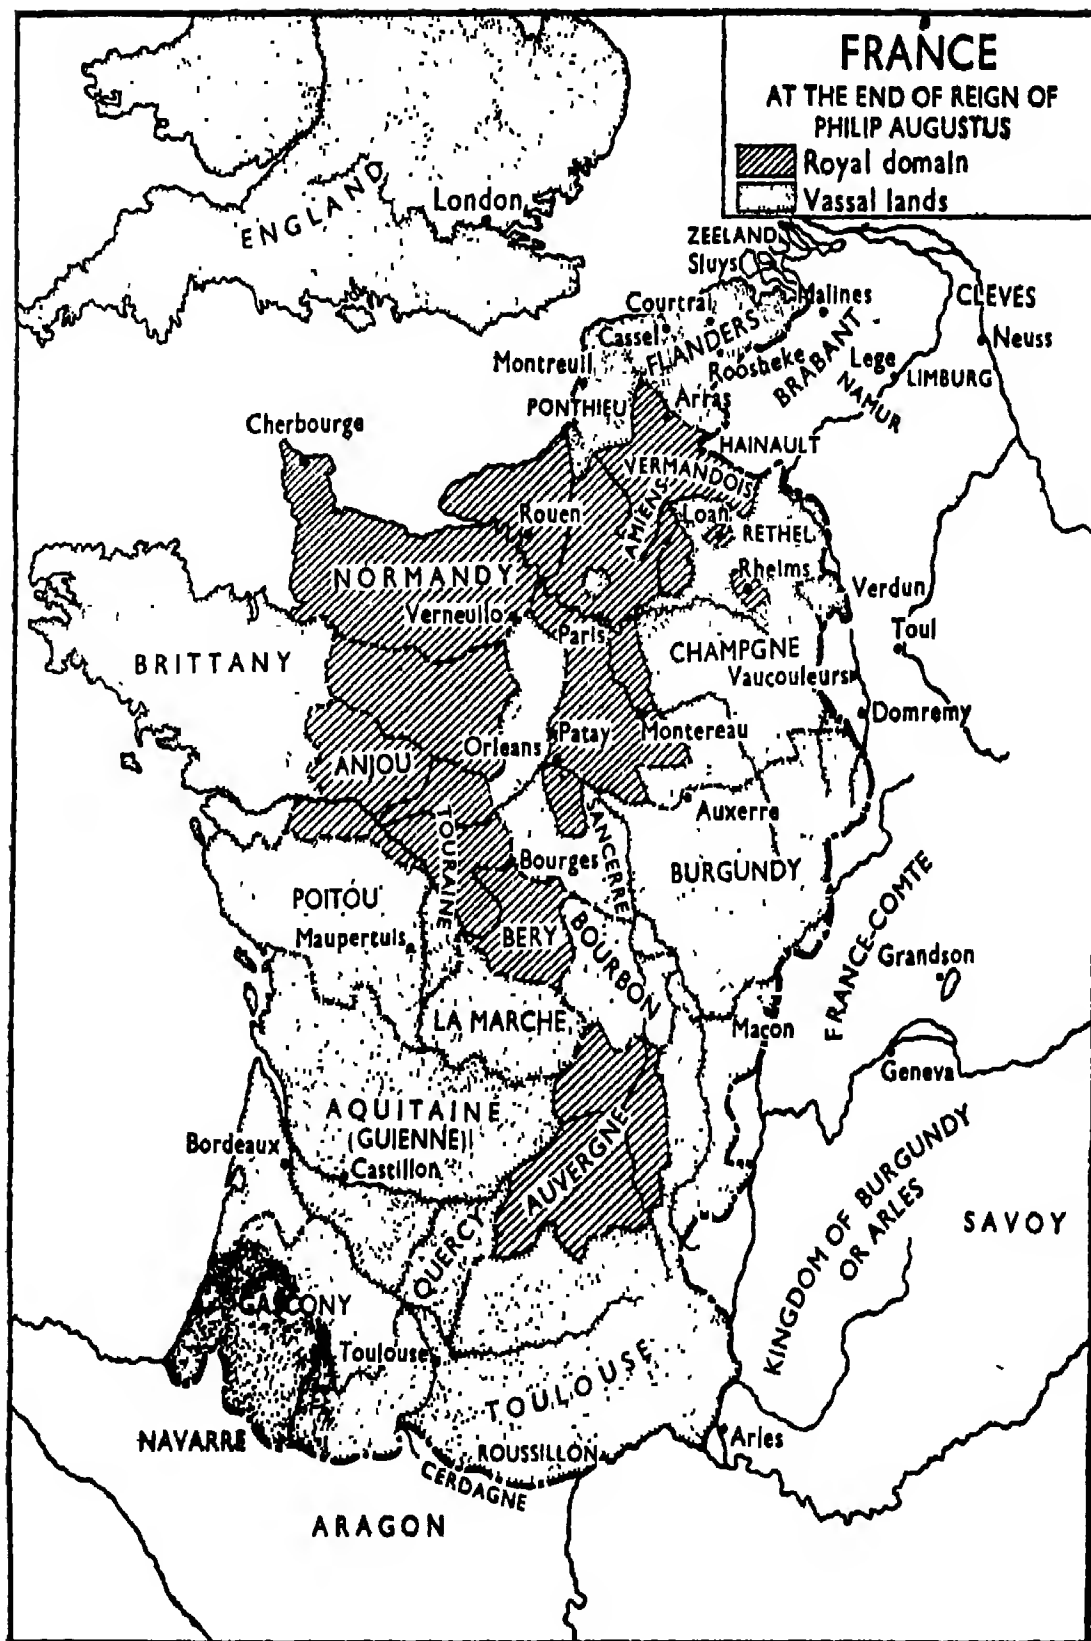 FRANCE
AT THE END OF REIGN OF
PHILIP AUGUSTUS
Royal domain
Vassal lands
ENGLAND
London
ZEELAND
Sluys
Malines
CLEVES
Courtrai
Cassel
FLANDERS
Neuss
Montreuil
Roosbeke
BRABANT
Lege
LIMBURG
NAMUR
PONTHIEU
Arras
Cherbourge
HAINAULT
VERMANDOIS
AMIENS
Rouen
Loan
RETHEL
Rhelms
NORMANDY
Verdun
Verneuilo
Paris
Toul
BRITTANY
CHAMPGNE
Vaucouleurs
Domremy
Patay
Montereau
Orleans
ANJOU
Auxerre
TOURAINE
SANCERRE
Bourges
BURGUNDY
POITOU
Maupertuis
BERY
BOURBON
FRANCE-COMTE
Grandson
LA MARCHE
Macon
Geneva
AQUITAINE
(GUIENNE)
Bordeaux
Castillon
AUVERGNE
KINGDOM OF BURGUNDY
OR ARLES
SAVOY
QUERCY
GASCONY
Toulouse
TOULOUSE
NAVARRE
ROUSSILLON
Arles
CERDAGNE
ARAGON